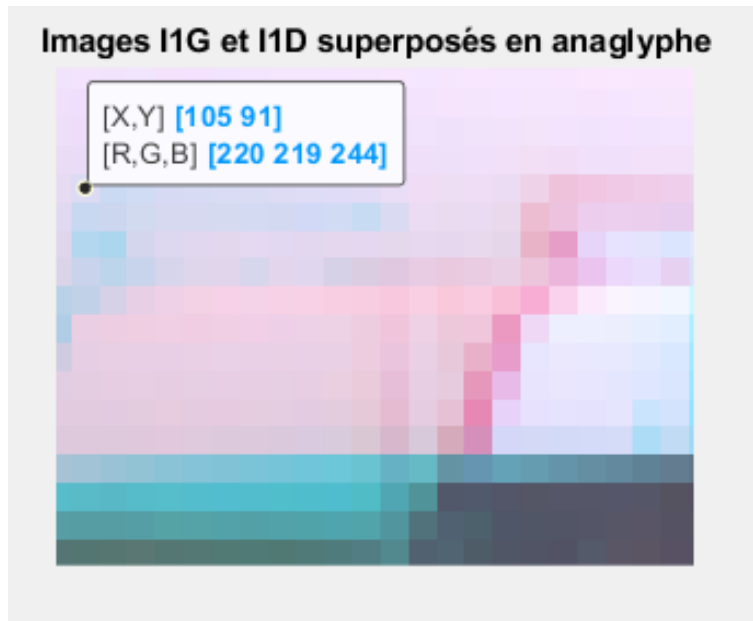 Images I1G et I1D superposés en anaglyphe
[X,Y] [105 91]
[R,G,B] [220 219 244]